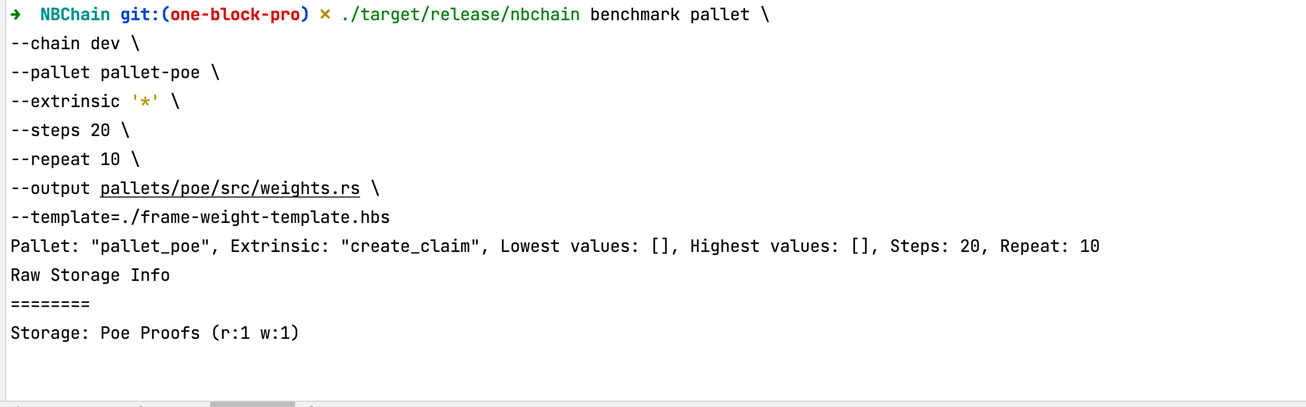 ➜ NBChain git:(one-block-pro) ✗ ./target/release/nbchain benchmark pallet \
--chain dev \
--pallet pallet-poe \
--extrinsic '*' \
--steps 20 \
--repeat 10 \
--output pallets/poe/src/weights.rs \
--template=./frame-weight-template.hbs
Pallet: "pallet_poe", Extrinsic: "create_claim", Lowest values: [], Highest values: [], Steps: 20, Repeat: 10
Raw Storage Info
========
Storage: Poe Proofs (r:1 w:1)